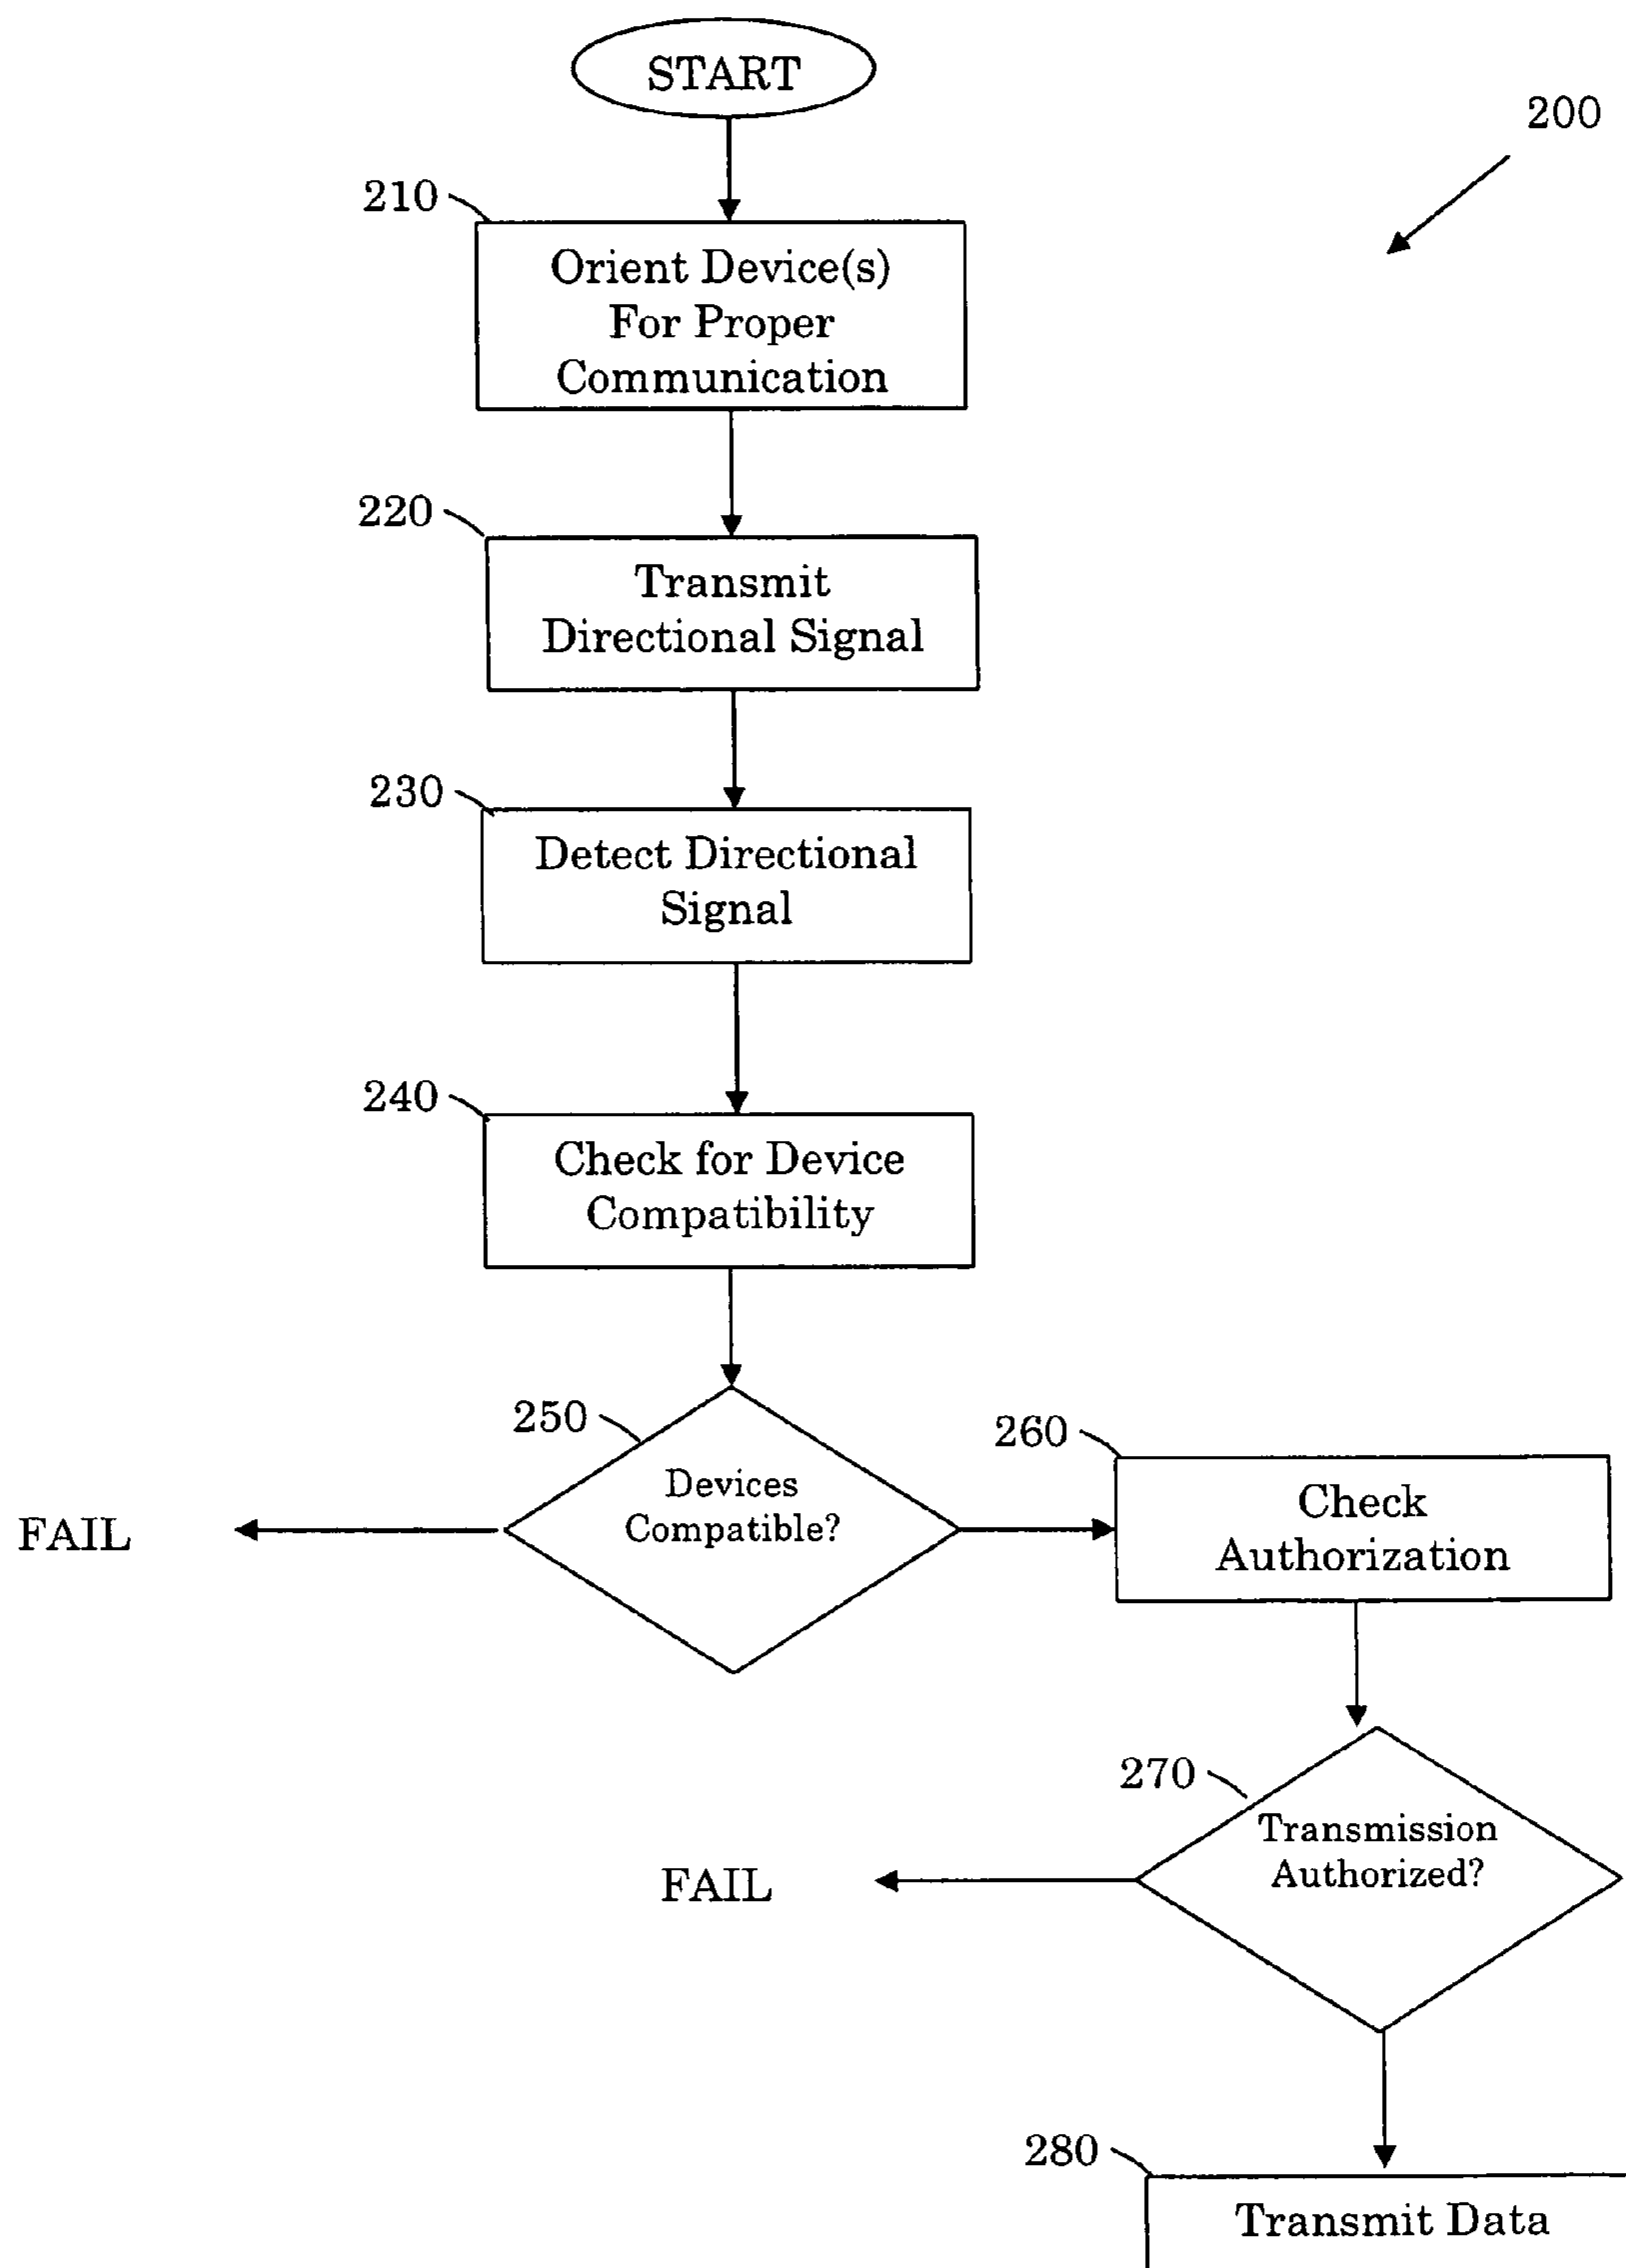 START
200
210
Orient Device(s)
For Proper
Communication
220
Transmit
Directional Signal
230
Detect Directional
Signal
240
Check for Device
Compatibility
250
Devices
Compatible?
FAIL
260
Check
Authorization
270
Transmission
Authorized?
FAIL
280
Transmit Data